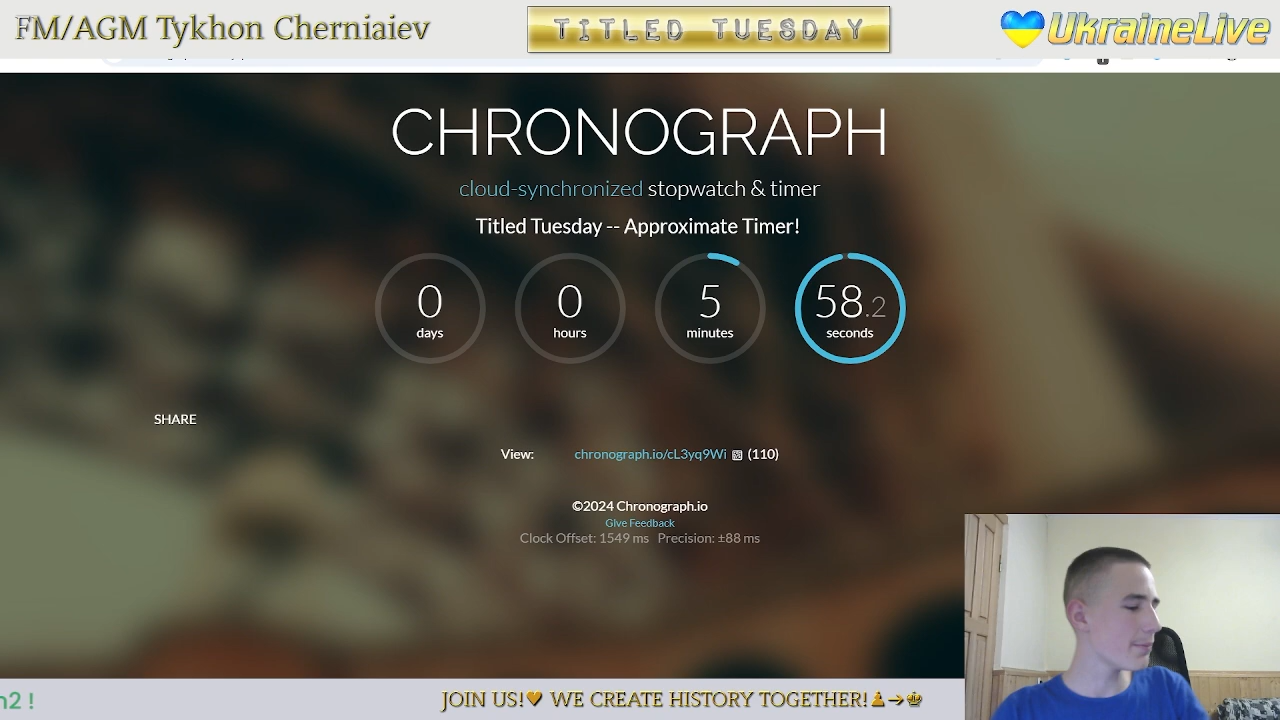 FM/AGM Tykhon Cherniaiev
TITLED TUESDAY
UkraineLive
CHRONOGRAPH
cloud-synchronized stopwatch & timer
Titled Tuesday -- Approximate Timer!
0 days
0 hours
5 minutes
58.2 seconds
SHARE
View: chronograph.io/cL3yq9Wi (110)
©2024 Chronograph.io
Give Feedback
Clock Offset: 1549 ms Precision: ±88 ms
n2 !
JOIN US!♥ WE CREATE HISTORY TOGETHER!♟→♚